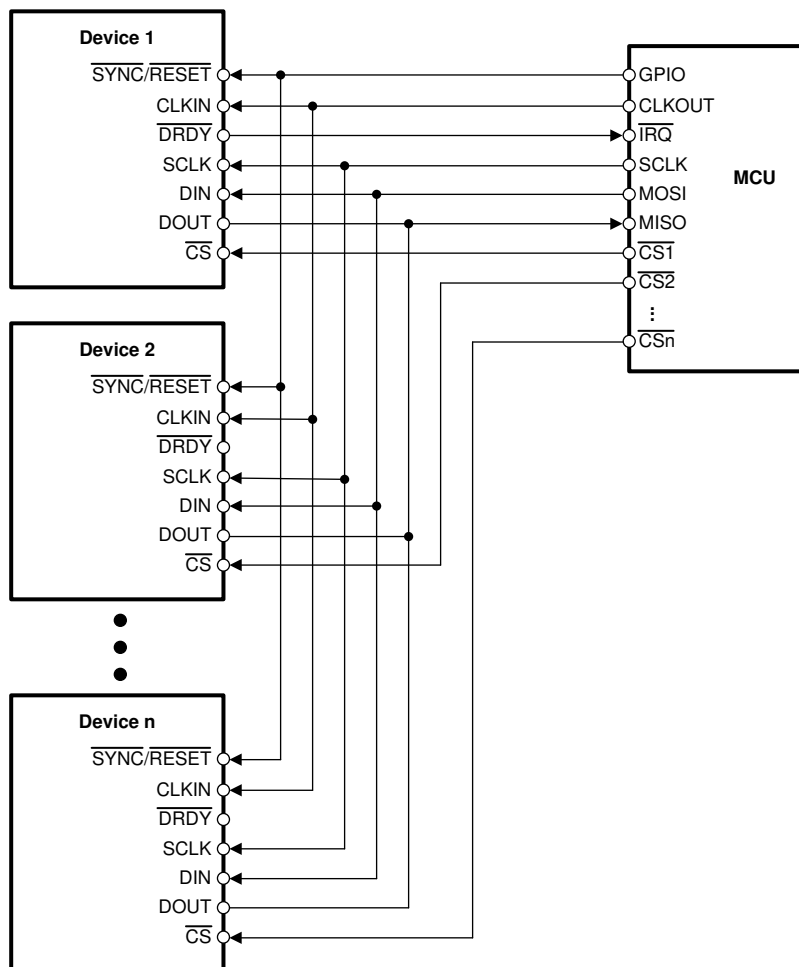 Device 1
SYNC/RESET
CLKIN
DRDY
SCLK
DIN
DOUT
CS
GPIO
CLKOUT
IRQ
SCLK
MOSI
MISO
CS1
CS2
⋮
CSn
MCU
Device 2
SYNC/RESET
CLKIN
DRDY
SCLK
DIN
DOUT
CS
Device n
SYNC/RESET
CLKIN
DRDY
SCLK
DIN
DOUT
CS